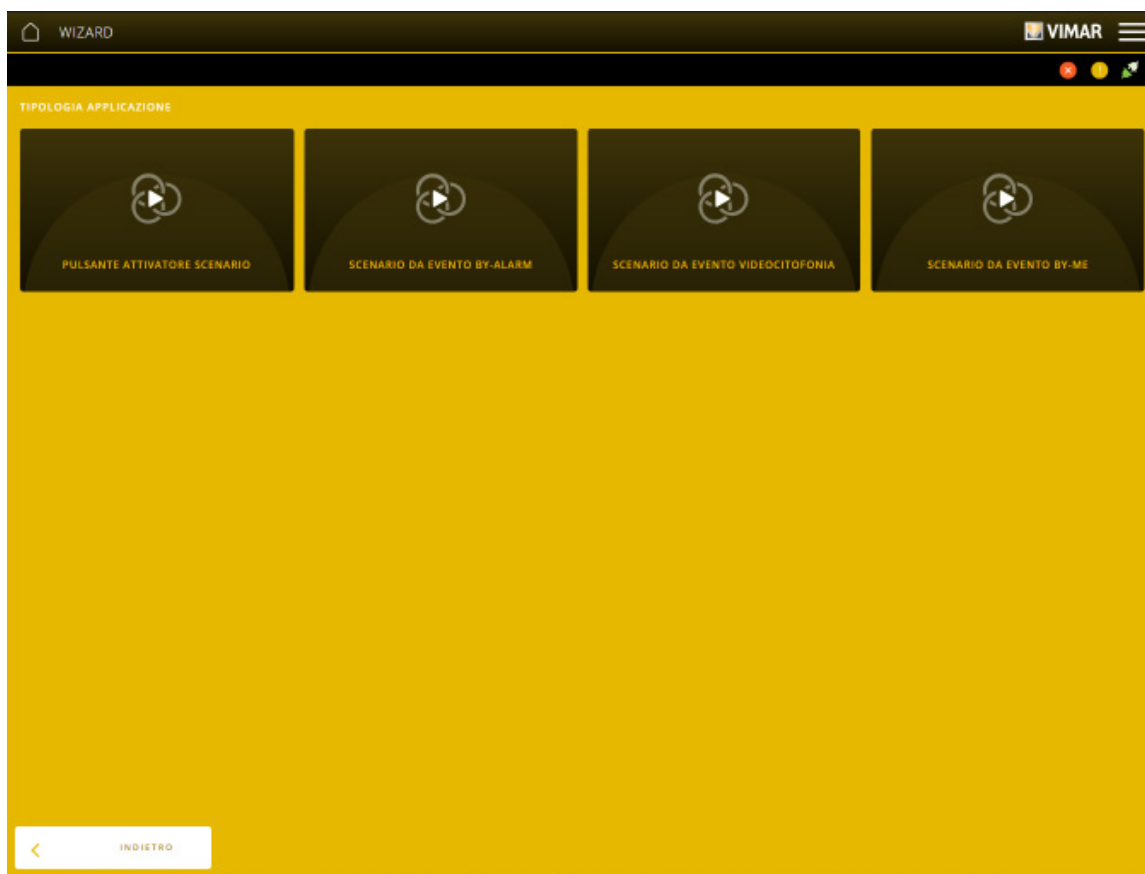 WIZARD
VIMAR
TIPOLOGIA APPLICAZIONE
PULSANTE ATTIVATORE SCENARIO
SCENARIO DA EVENTO BY-ALARM
SCENARIO DA EVENTO VIDEOCITOFONIA
SCENARIO DA EVENTO BY-ME
INDIETRO